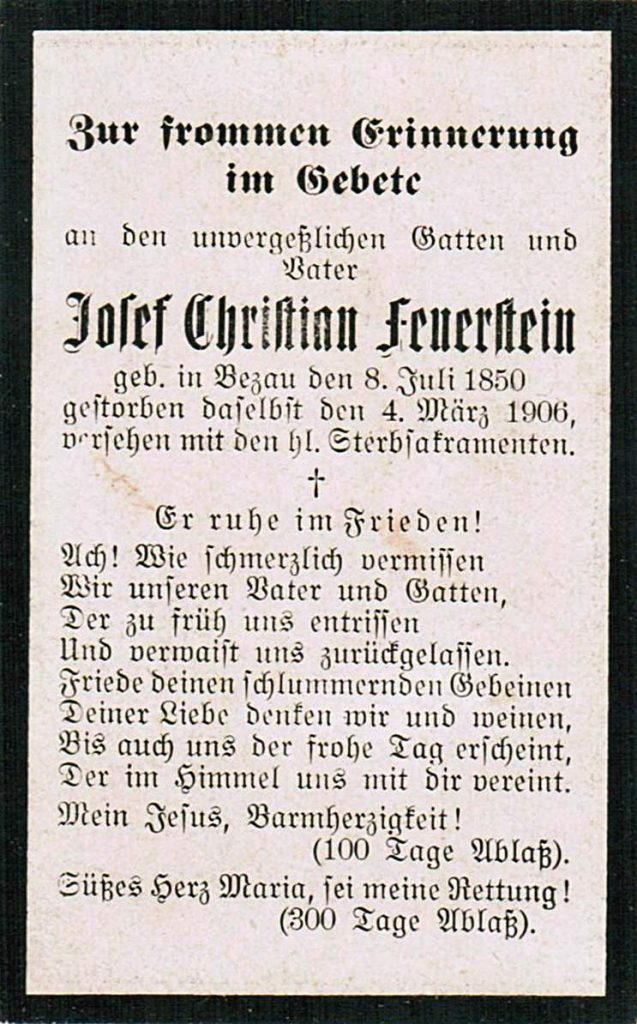 Zur frommen Erinnerung
im Gebete
an den unvergeßlichen Gatten und
Vater
Josef Christian Feuerstein
geb. in Bezau den 8. Juli 1850
gestorben daselbst den 4. März 1906,
versehen mit den hl. Sterbsakramenten.
†
Er ruhe im Frieden!
Ach! Wie schmerzlich vermissen
Wir unseren Vater und Gatten,
Der zu früh uns entrissen
Und verwaist uns zurückgelassen.
Friede deinen schlummernden Gebeinen
Deiner Liebe denken wir und weinen,
Bis auch uns der frohe Tag erscheint,
Der im Himmel uns mit dir vereint.
Mein Jesus, Barmherzigkeit!
(100 Tage Ablaß).
Süßes Herz Maria, sei meine Rettung!
(300 Tage Ablaß).